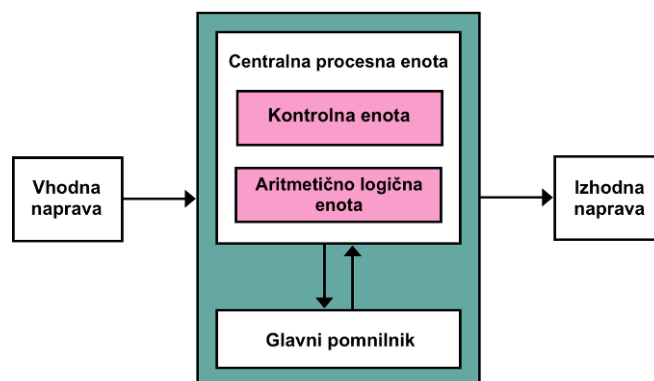 Centralna procesna enota
Kontrolna enota
Aritmetično logična
enota
Vhodna
naprava
Izhodna
naprava
Glavni pomnilnik